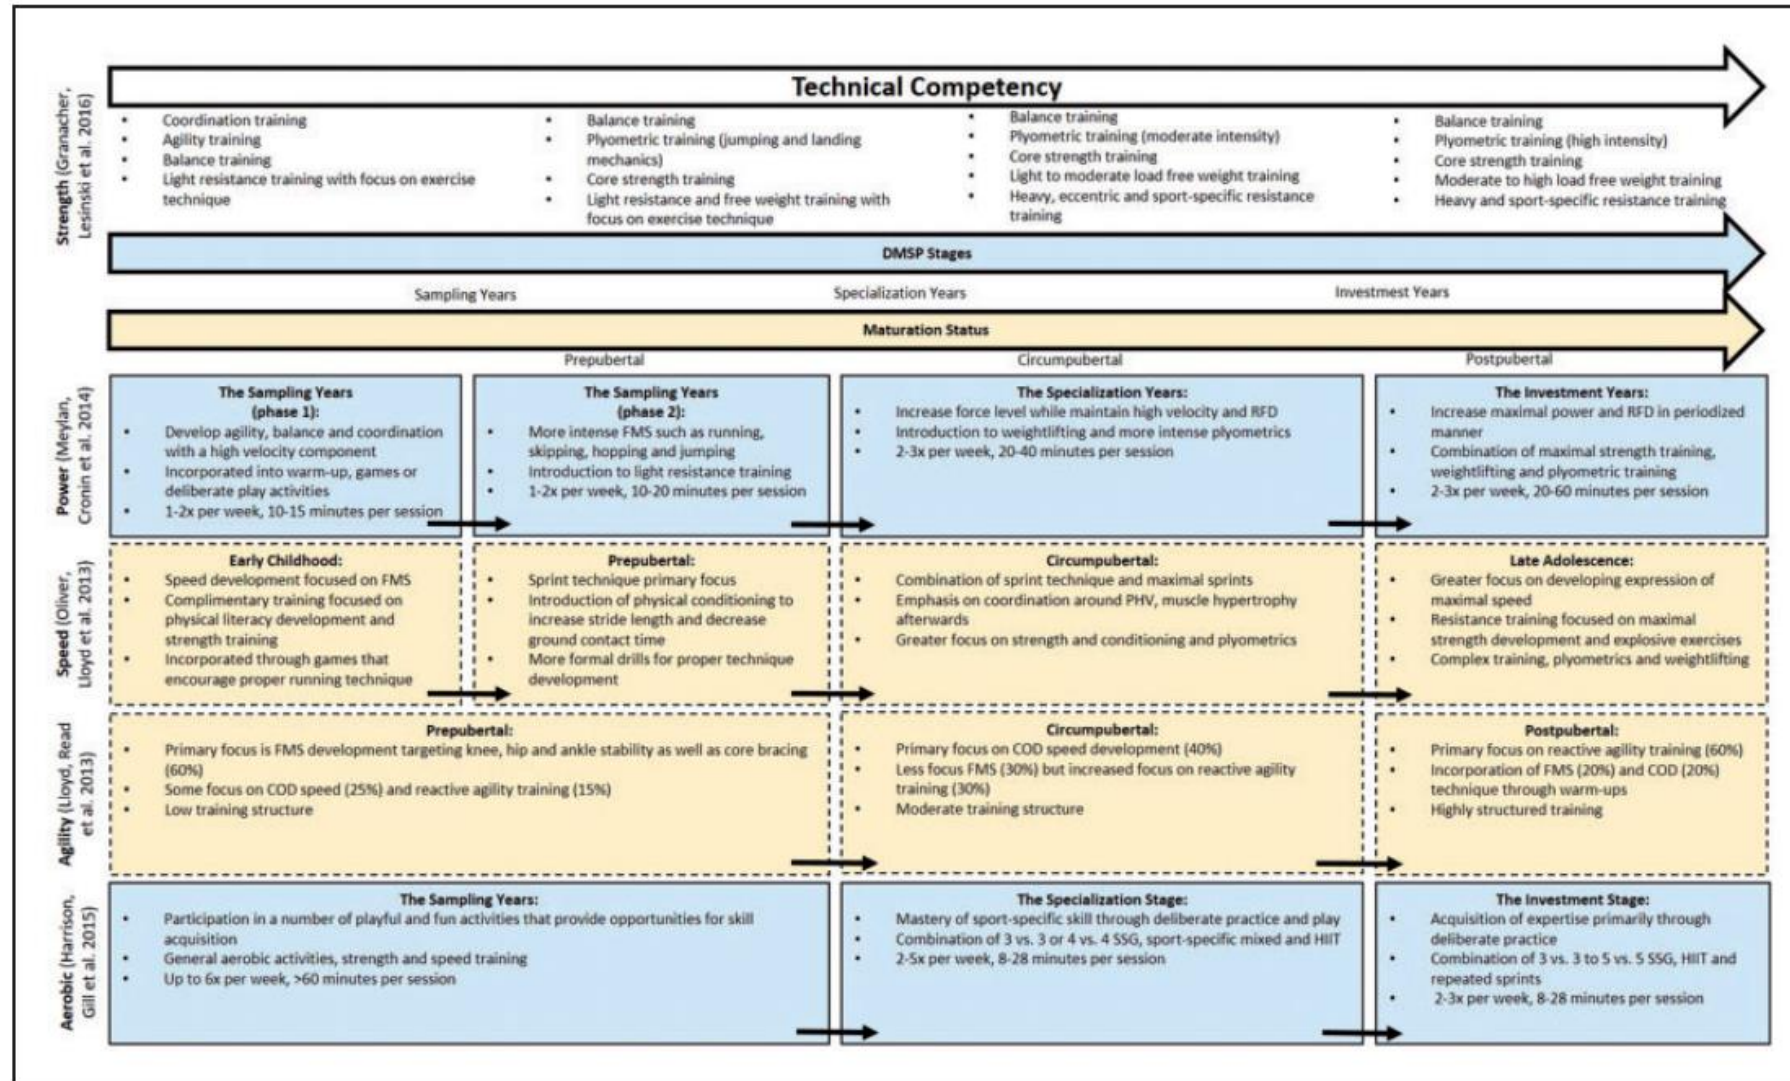 Technical Competency
Strength (Granacher,
Lesinski et al. 2016)
• Coordination training
• Agility training
• Balance training
• Light resistance training with focus on exercise
technique
• Balance training
• Plyometric training (jumping and landing
mechanics)
• Core strength training
• Light resistance and free weight training with
focus on exercise technique
• Balance training
• Plyometric training (moderate intensity)
• Core strength training
• Light to moderate load free weight training
• Heavy, eccentric and sport-specific resistance
training
• Balance training
• Plyometric training (high intensity)
• Core strength training
• Moderate to high load free weight training
• Heavy and sport-specific resistance training
DMSP Stages
Sampling Years
Specialization Years
Investment Years
Maturation Status
Prepubertal
Circumpubertal
Postpubertal
Power (Meylan,
Cronin et al. 2014)
The Sampling Years
(phase 1):
• Develop agility, balance and coordination
with a high velocity component
• Incorporated into warm-up, games or
deliberate play activities
• 1-2x per week, 10-15 minutes per session
The Sampling Years
(phase 2):
• More intense FMS such as running,
skipping, hopping and jumping
• Introduction to light resistance training
• 1-2x per week, 10-20 minutes per session
The Specialization Years:
• Increase force level while maintain high velocity and RFD
• Introduction to weightlifting and more intense plyometrics
• 2-3x per week, 20-40 minutes per session
The Investment Years:
• Increase maximal power and RFD in periodized
manner
• Combination of maximal strength training,
weightlifting and plyometric training
• 2-3x per week, 20-60 minutes per session
Speed (Oliver,
Lloyd et al. 2013)
Early Childhood:
• Speed development focused on FMS
• Complimentary training focused on
physical literacy development and
strength training
• Incorporated through games that
encourage proper running technique
Prepubertal:
• Sprint technique primary focus
• Introduction of physical conditioning to
increase stride length and decrease
ground contact time
• More formal drills for proper technique
development
Circumpubertal:
• Combination of sprint technique and maximal sprints
• Emphasis on coordination around PHV, muscle hypertrophy
afterwards
• Greater focus on strength and conditioning and plyometrics
Late Adolescence:
• Greater focus on developing expression of
maximal speed
• Resistance training focused on maximal
strength development and explosive exercises
• Complex training, plyometrics and weightlifting
Agility (Lloyd, Read
et al. 2013)
Prepubertal:
• Primary focus is FMS development targeting knee, hip and ankle stability as well as core bracing
(60%)
• Some focus on COD speed (25%) and reactive agility training (15%)
• Low training structure
Circumpubertal:
• Primary focus on COD speed development (40%)
• Less focus FMS (30%) but increased focus on reactive agility
training (30%)
• Moderate training structure
Postpubertal:
• Primary focus on reactive agility training (60%)
• Incorporation of FMS (20%) and COD (20%)
technique through warm-ups
• Highly structured training
Aerobic (Harrison,
Gill et al. 2015)
The Sampling Years:
• Participation in a number of playful and fun activities that provide opportunities for skill
acquisition
• General aerobic activities, strength and speed training
• Up to 6x per week, >60 minutes per session
The Specialization Stage:
• Mastery of sport-specific skill through deliberate practice and play
• Combination of 3 vs. 3 or 4 vs. 4 SSG, sport-specific mixed and HIIT
• 2-5x per week, 8-28 minutes per session
The Investment Stage:
• Acquisition of expertise primarily through
deliberate practice
• Combination of 3 vs. 3 to 5 vs. 5 SSG, HIIT and
repeated sprints
• 2-3x per week, 8-28 minutes per session